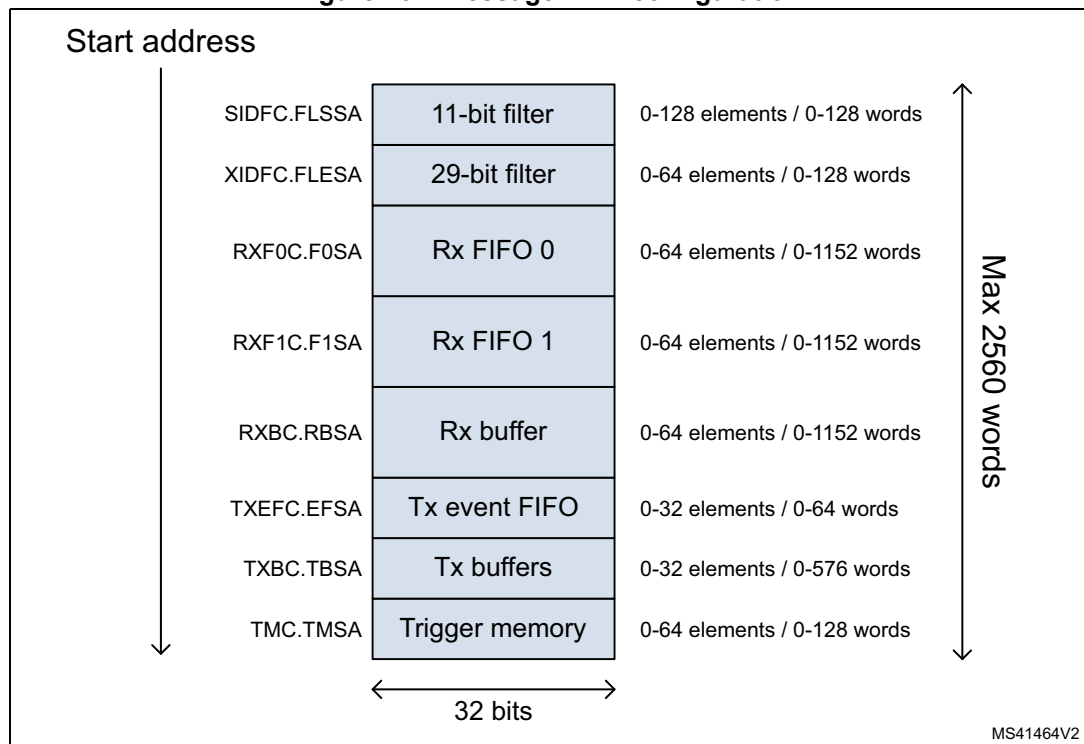 Start address
SIDFC.FLSSA 11-bit filter 0-128 elements / 0-128 words
XIDFC.FLESA 29-bit filter 0-64 elements / 0-128 words
RXF0C.F0SA Rx FIFO 0 0-64 elements / 0-1152 words
RXF1C.F1SA Rx FIFO 1 0-64 elements / 0-1152 words
RXBC.RBSA Rx buffer 0-64 elements / 0-1152 words
TXEFC.EFSA Tx event FIFO 0-32 elements / 0-64 words
TXBC.TBSA Tx buffers 0-32 elements / 0-576 words
TMC.TMSA Trigger memory 0-64 elements / 0-128 words
Max 2560 words
32 bits
MS41464V2